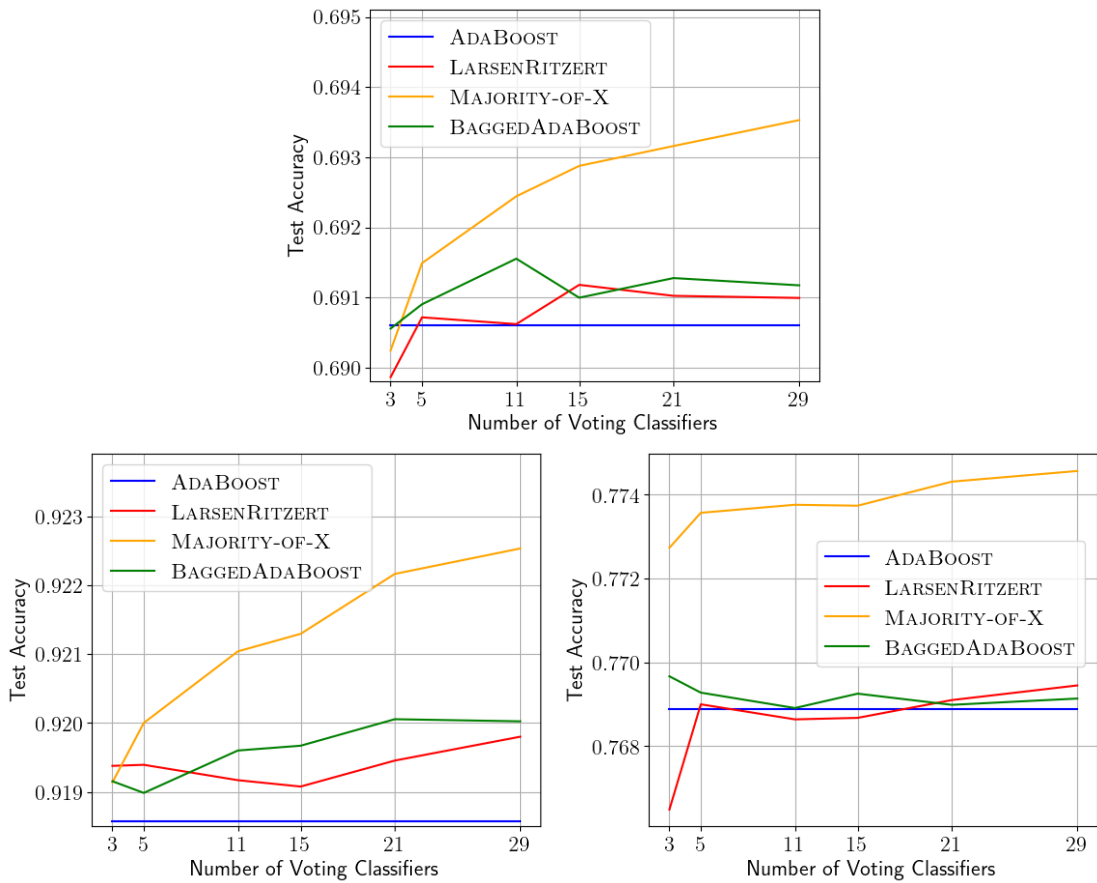 0.695
0.694
0.693
0.692
0.691
0.690
Test Accuracy
ADABOOST
LARSENRITZERT
MAJORITY-OF-X
BAGGEDADABOOST
3 5 11 15 21 29
Number of Voting Classifiers
0.923
0.922
0.921
0.920
0.919
Test Accuracy
ADABOOST
LARSENRITZERT
MAJORITY-OF-X
BAGGEDADABOOST
3 5 11 15 21 29
Number of Voting Classifiers
0.774
0.772
0.770
0.768
Test Accuracy
ADABOOST
LARSENRITZERT
MAJORITY-OF-X
BAGGEDADABOOST
3 5 11 15 21 29
Number of Voting Classifiers